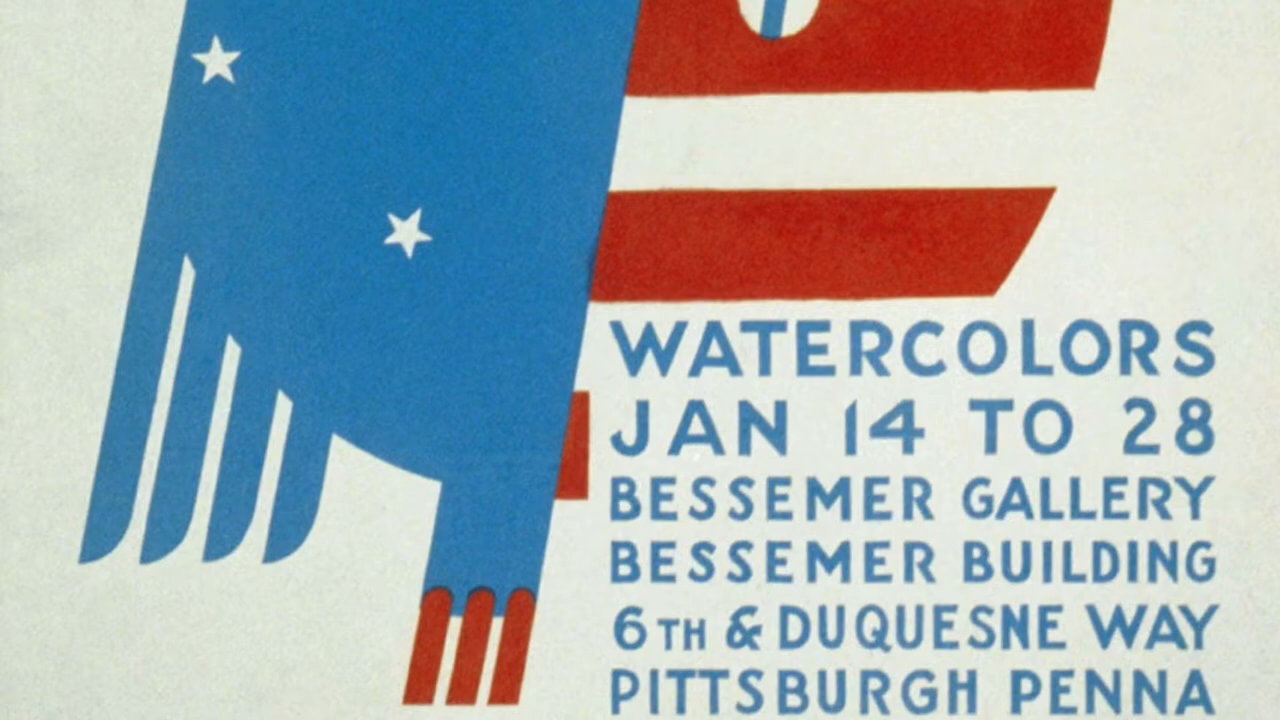 WATERCOLORS
JAN 14 TO 28
BESSEMER GALLERY
BESSEMER BUILDING
6TH & DUQUESNE WAY
PITTSBURGH PENNA